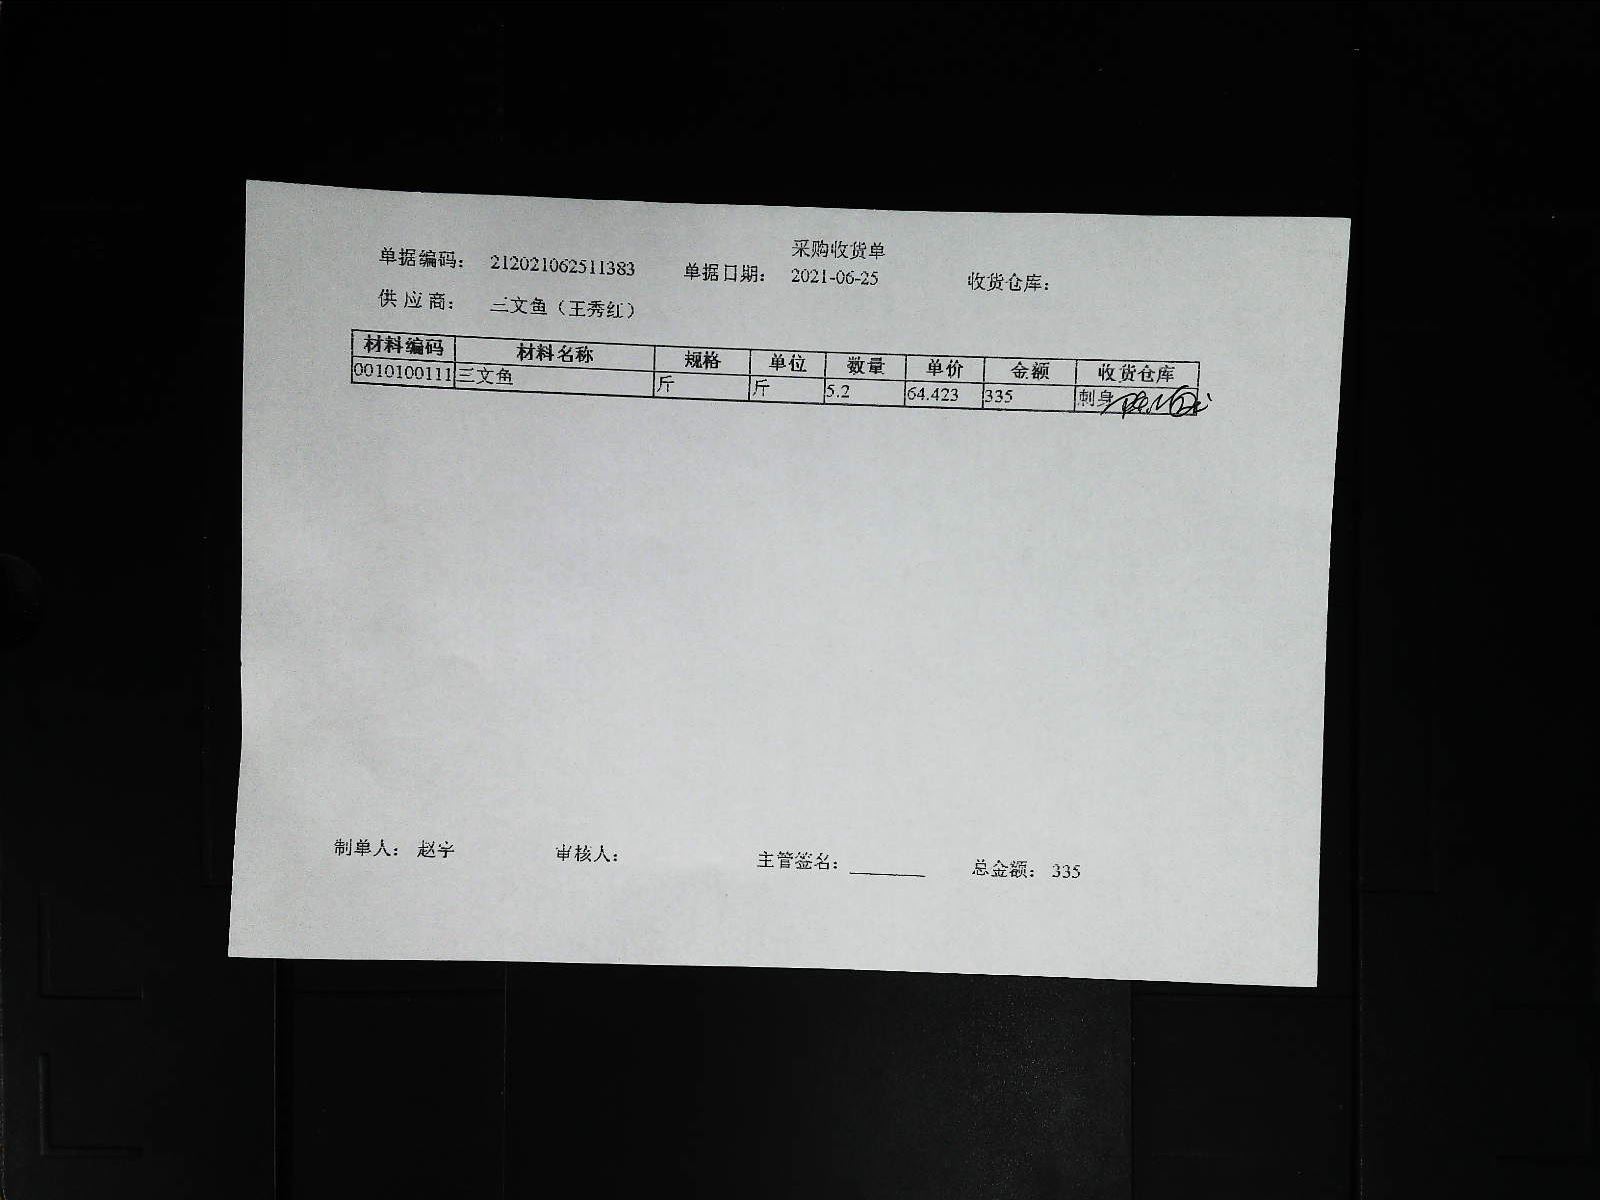 采购收货单
单据编码： 212021062511383 单据日期： 2021-06-25 收货仓库：
供 应 商： 三文鱼（王秀红）
材料编码 材料名称 规格 单位 数量 单价 金额 收货仓库
0010100111 三文鱼 斤 斤 5.2 64.423 335 刺身
制单人： 赵宇 审核人： 主管签名： ________ 总金额： 335